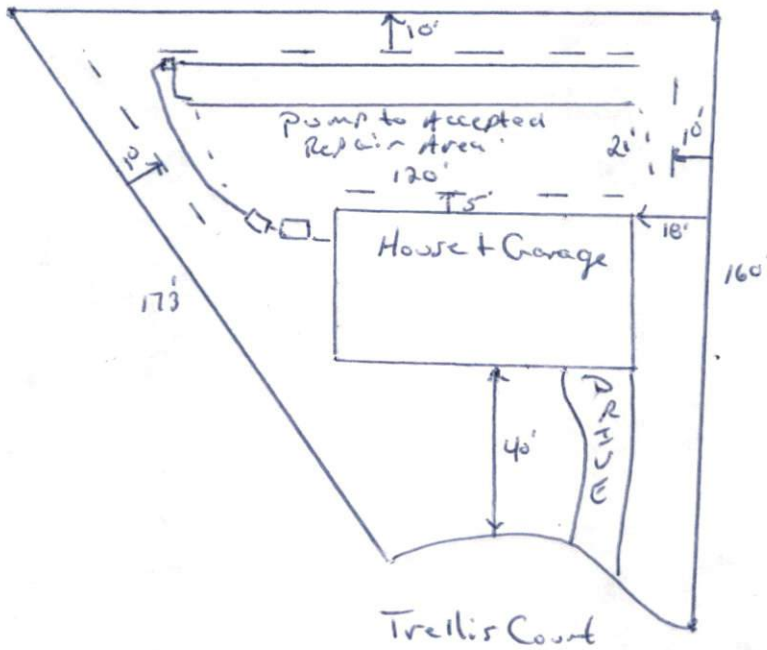 10'
Pump to Accepted
Repair Area
120'
21'
10'
10'
5'
18'
House + Garage
173'
160'
40'
DRIVE
Trellis Court